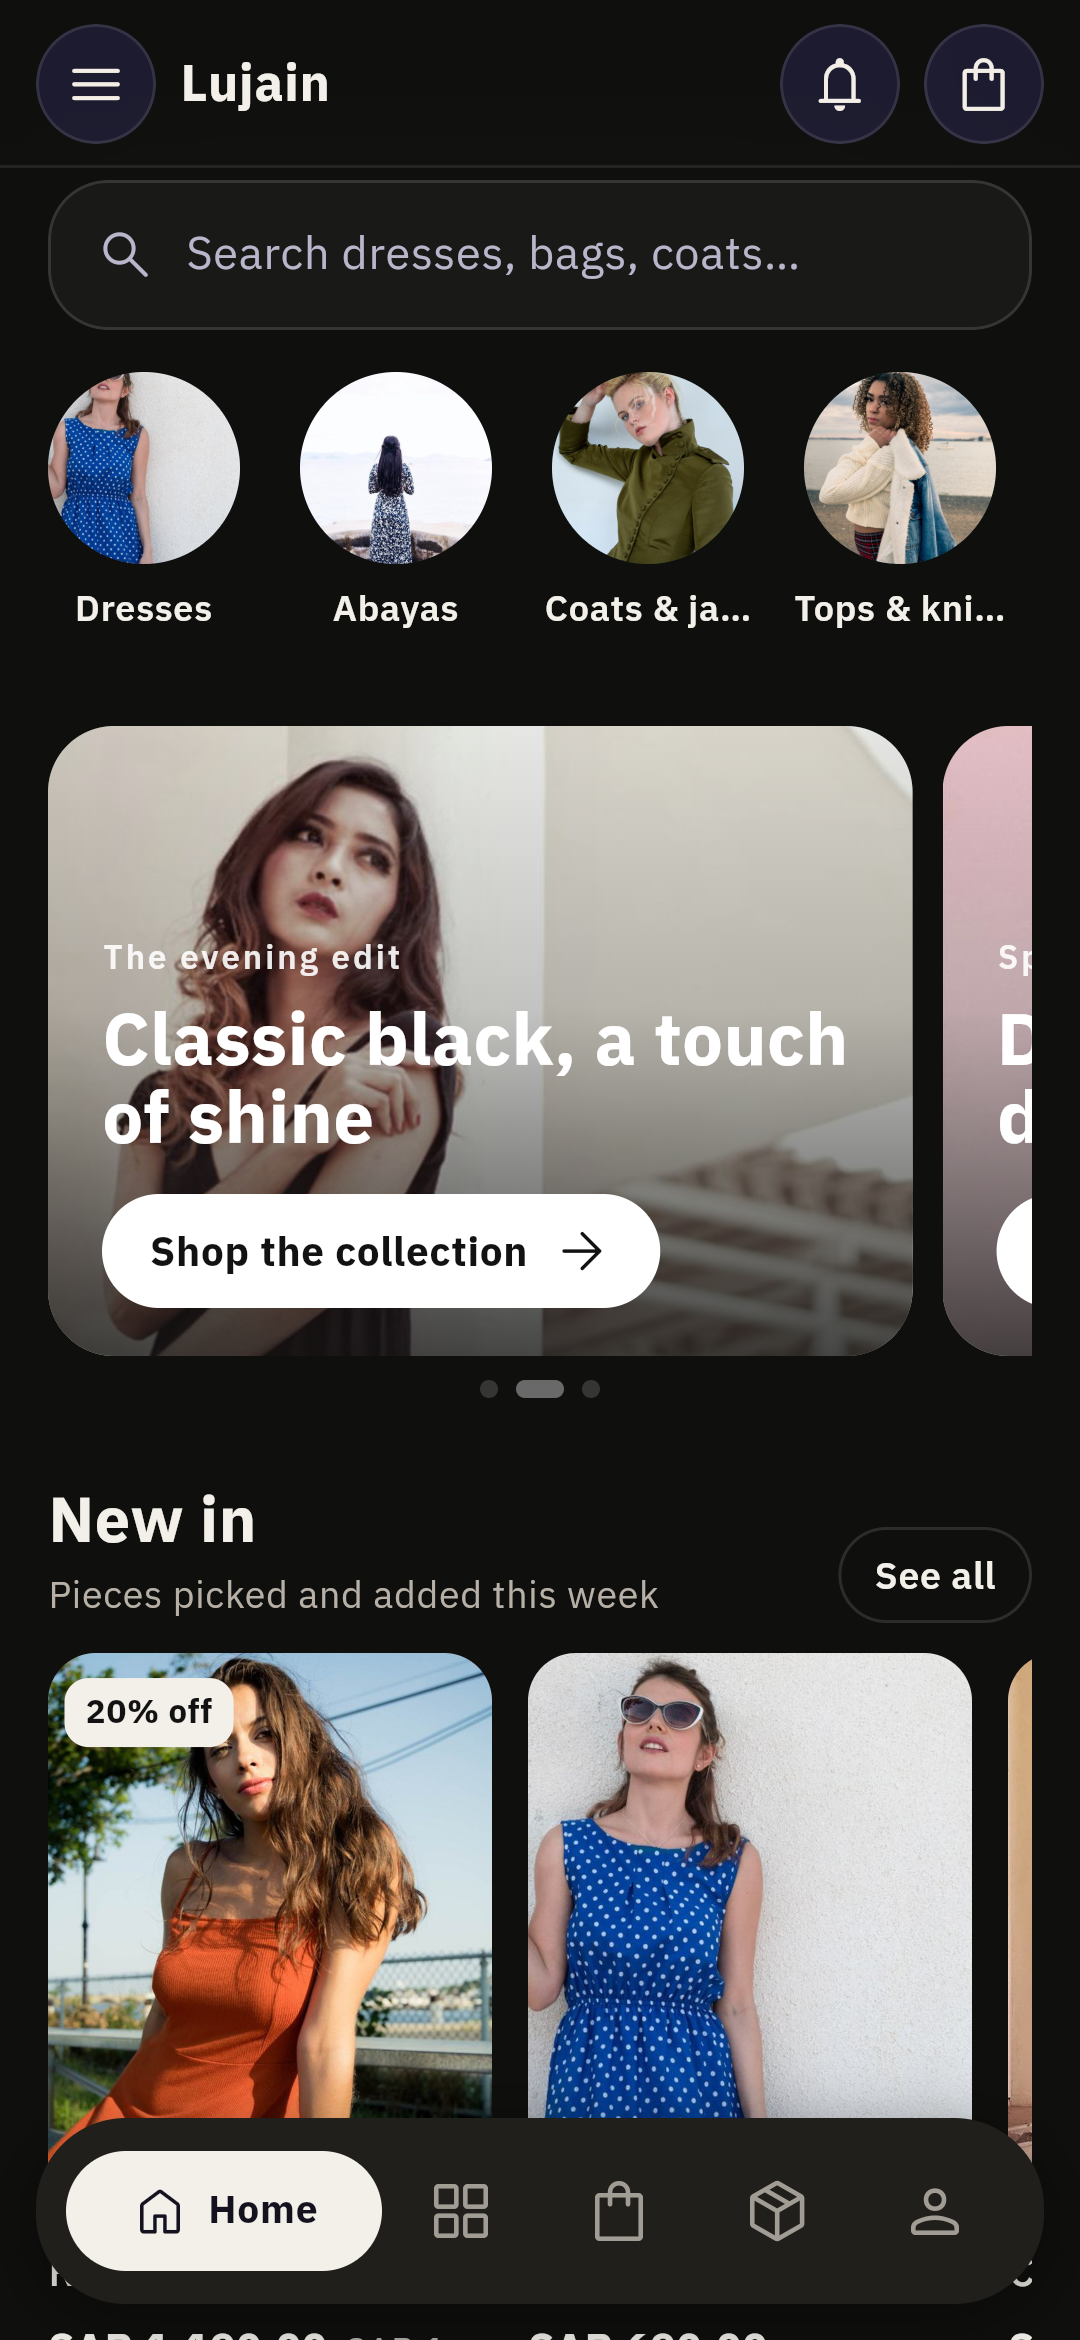 Lujain
Search dresses, bags, coats...
Dresses
Abayas
Coats & ja...
Tops & kni...
The evening edit
Classic black, a touch
of shine
Shop the collection
New in
Pieces picked and added this week
See all
20% off
Home